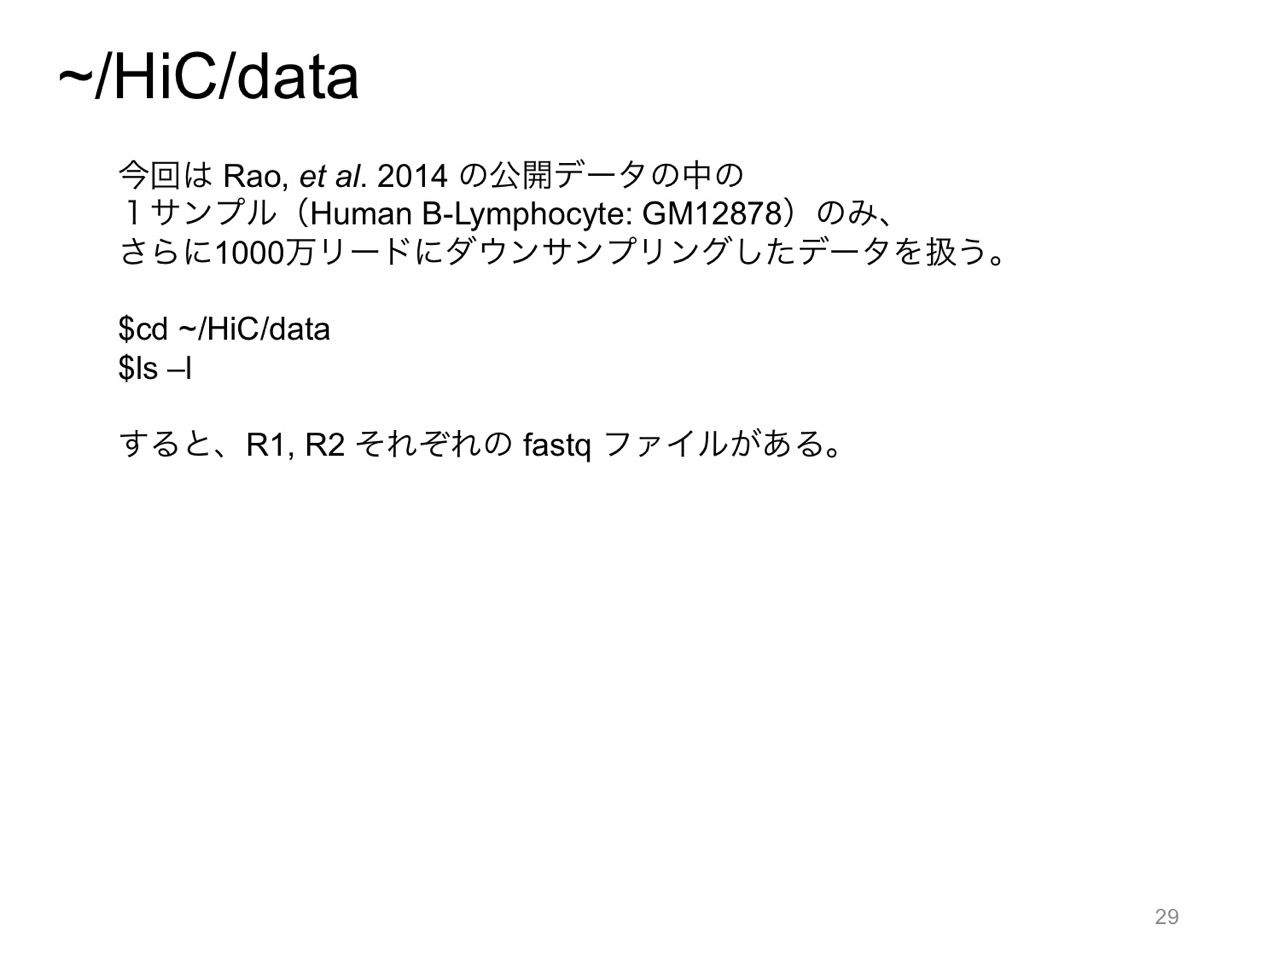 ~/HiC/data
今回は Rao, et al. 2014 の公開データの中の
１サンプル（Human B-Lymphocyte: GM12878）のみ、
さらに1000万リードにダウンサンプリングしたデータを扱う。
$cd ~/HiC/data
$ls –l
すると、R1, R2 それぞれの fastq ファイルがある。
29